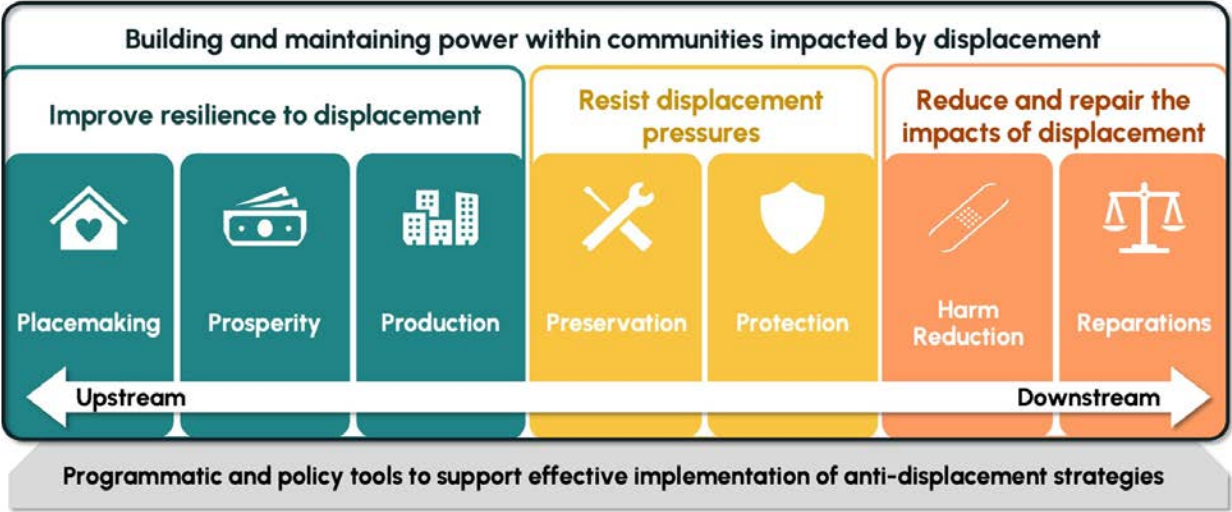 Building and maintaining power within communities impacted by displacement
Improve resilience to displacement
Resist displacement
pressures
Reduce and repair the
impacts of displacement
Placemaking
Prosperity
Production
Preservation
Protection
Harm
Reduction
Reparations
Upstream
Downstream
Programmatic and policy tools to support effective implementation of anti-displacement strategies